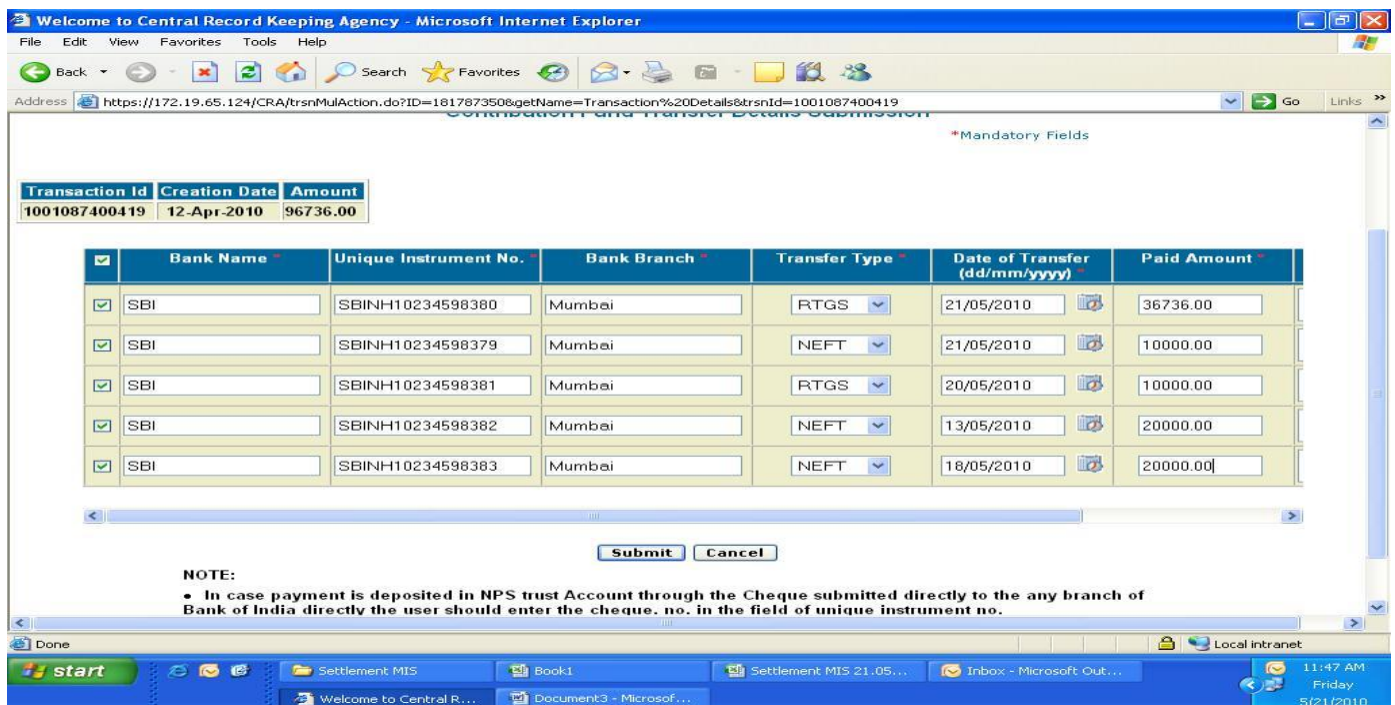 Welcome to Central Record Keeping Agency - Microsoft Internet Explorer
File Edit View Favorites Tools Help
Back Search Favorites
Address https://172.19.65.124/CRA/trsnMulAction.do?ID=181787350&getName=Transaction%20Details&trsnId=1001087400419 Go Links »
Contribution Fund Transfer Details Submission
*Mandatory Fields
Transaction Id Creation Date Amount
1001087400419 12-Apr-2010 96736.00
Bank Name * Unique Instrument No. * Bank Branch * Transfer Type * Date of Transfer (dd/mm/yyyy) * Paid Amount *
SBI SBINH10234598380 Mumbai RTGS 21/05/2010 36736.00
SBI SBINH10234598379 Mumbai NEFT 21/05/2010 10000.00
SBI SBINH10234598381 Mumbai RTGS 20/05/2010 10000.00
SBI SBINH10234598382 Mumbai NEFT 13/05/2010 20000.00
SBI SBINH10234598383 Mumbai NEFT 18/05/2010 20000.00
Submit Cancel
NOTE:
• In case payment is deposited in NPS trust Account through the Cheque submitted directly to the any branch of
Bank of India directly the user should enter the cheque. no. in the field of unique instrument no.
Done Local intranet
start Settlement MIS Book1 Settlement MIS 21.05... Inbox - Microsoft Out... 11:47 AM
Welcome to Central R... Document3 - Microsof... Friday
5/21/2010